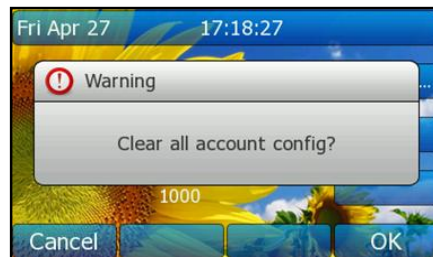 Fri Apr 27 17:18:27
Warning
...
Clear all account config?
1000
Cancel OK